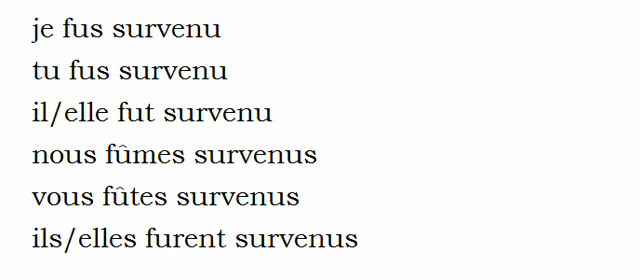 je fus survenu
tu fus survenu
il/elle fut survenu
nous fûmes survenus
vous fûtes survenus
ils/elles furent survenus